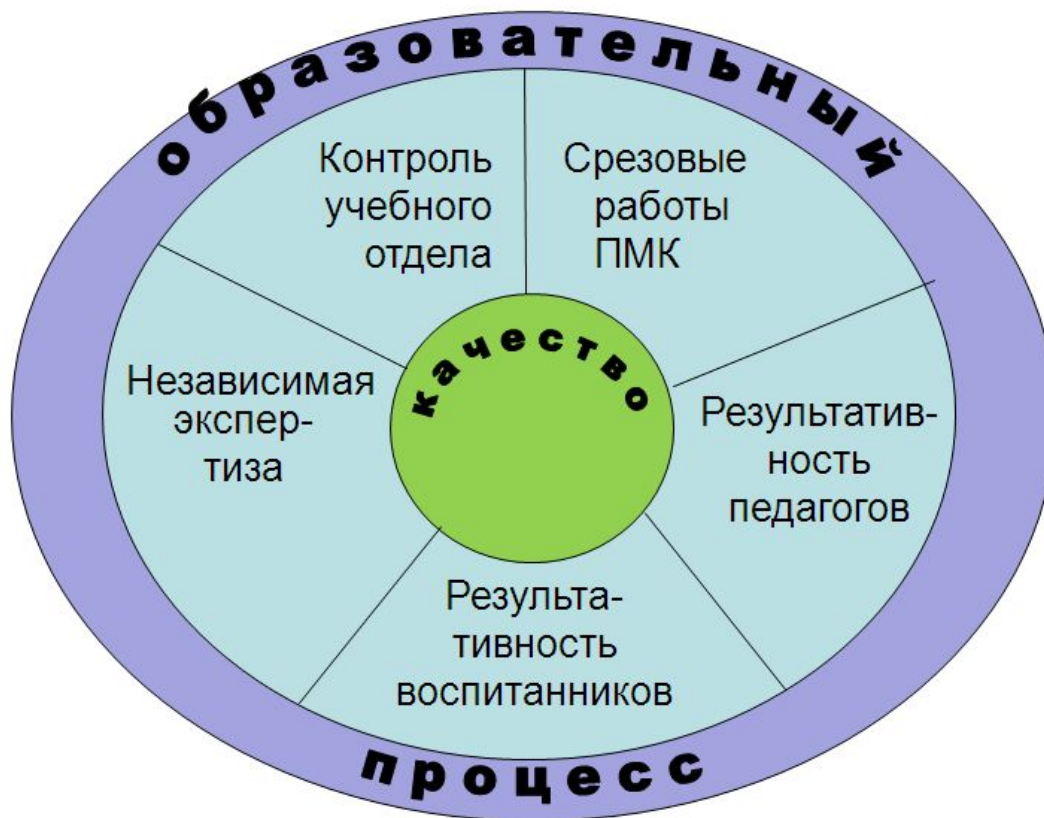 образовательный
Контроль
учебного
отдела
Срезовые
работы
ПМК
качество
Независимая
экспер-
тиза
Результатив-
ность
педагогов
Результа-
тивность
воспитанников
процесс